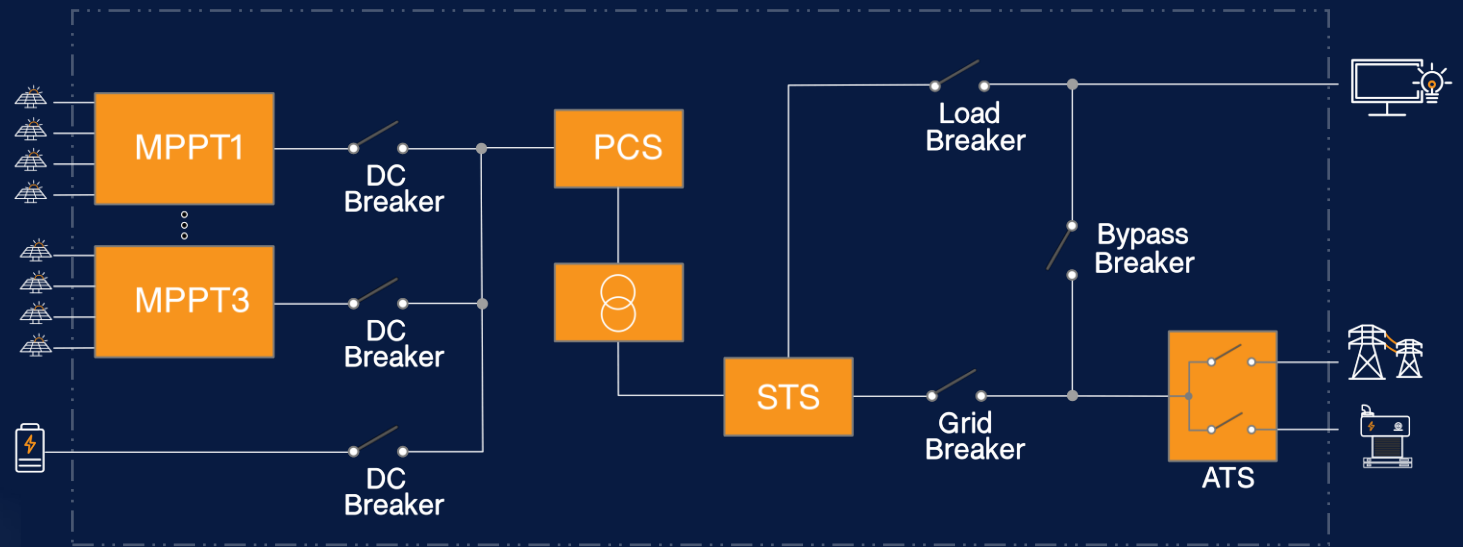 MPPT1
DC
Breaker
PCS
Load
Breaker
MPPT3
DC
Breaker
Bypass
Breaker
STS
Grid
Breaker
ATS
DC
Breaker